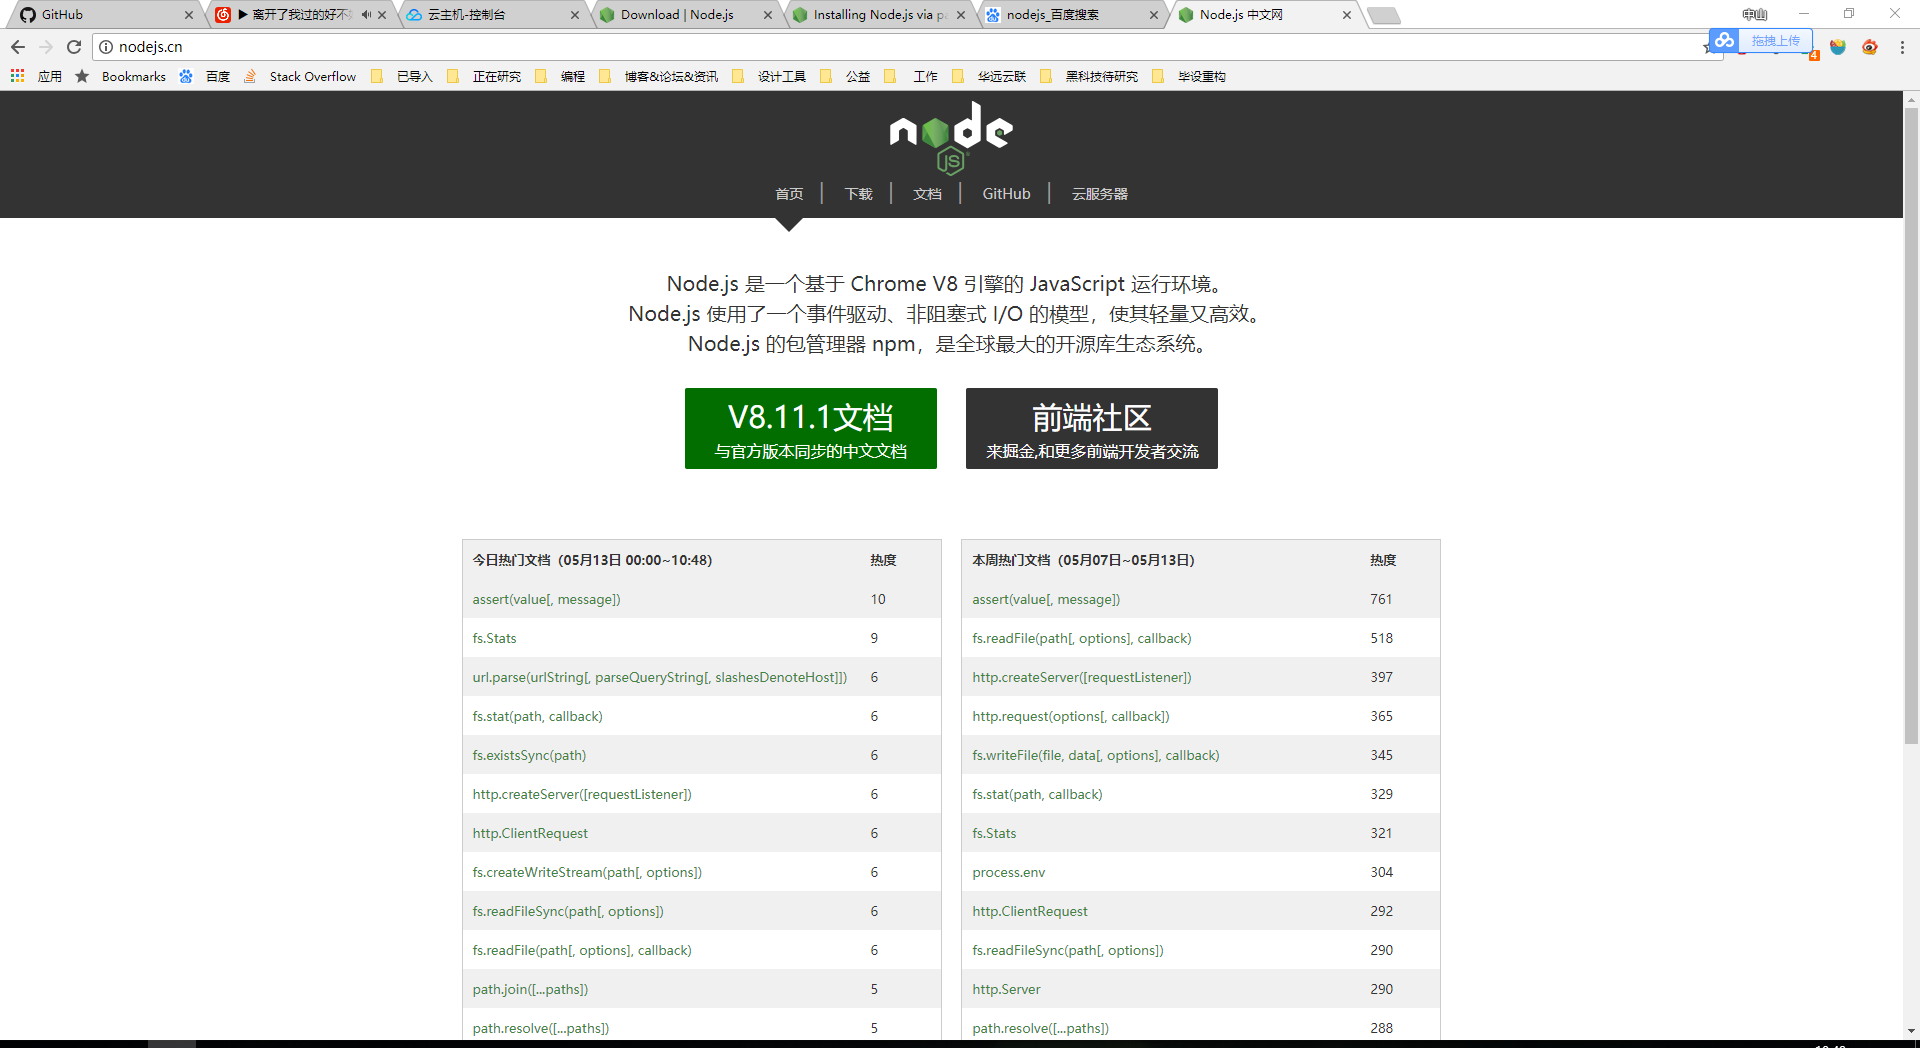 GitHub
▶ 离开了我过的好不
云主机-控制台
Download | Node.js
Installing Node.js via pa
nodejs_百度搜索
Node.js 中文网
中山
nodejs.cn
拖拽上传
4
应用
Bookmarks
百度
Stack Overflow
已导入
正在研究
编程
博客&论坛&资讯
设计工具
公益
工作
华远云联
黑科技待研究
毕设重构
node
JS
首页
下载
文档
GitHub
云服务器
Node.js 是一个基于 Chrome V8 引擎的 JavaScript 运行环境。
Node.js 使用了一个事件驱动、非阻塞式 I/O 的模型，使其轻量又高效。
Node.js 的包管理器 npm，是全球最大的开源库生态系统。
V8.11.1文档
与官方版本同步的中文文档
前端社区
来掘金,和更多前端开发者交流
今日热门文档（05月13日 00:00~10:48） 热度
assert(value[, message]) 10
fs.Stats 9
url.parse(urlString[, parseQueryString[, slashesDenoteHost]]) 6
fs.stat(path, callback) 6
fs.existsSync(path) 6
http.createServer([requestListener]) 6
http.ClientRequest 6
fs.createWriteStream(path[, options]) 6
fs.readFileSync(path[, options]) 6
fs.readFile(path[, options], callback) 6
path.join([...paths]) 5
path.resolve([...paths]) 5
本周热门文档（05月07日~05月13日） 热度
assert(value[, message]) 761
fs.readFile(path[, options], callback) 518
http.createServer([requestListener]) 397
http.request(options[, callback]) 365
fs.writeFile(file, data[, options], callback) 345
fs.stat(path, callback) 329
fs.Stats 321
process.env 304
http.ClientRequest 292
fs.readFileSync(path[, options]) 290
http.Server 290
path.resolve([...paths]) 288